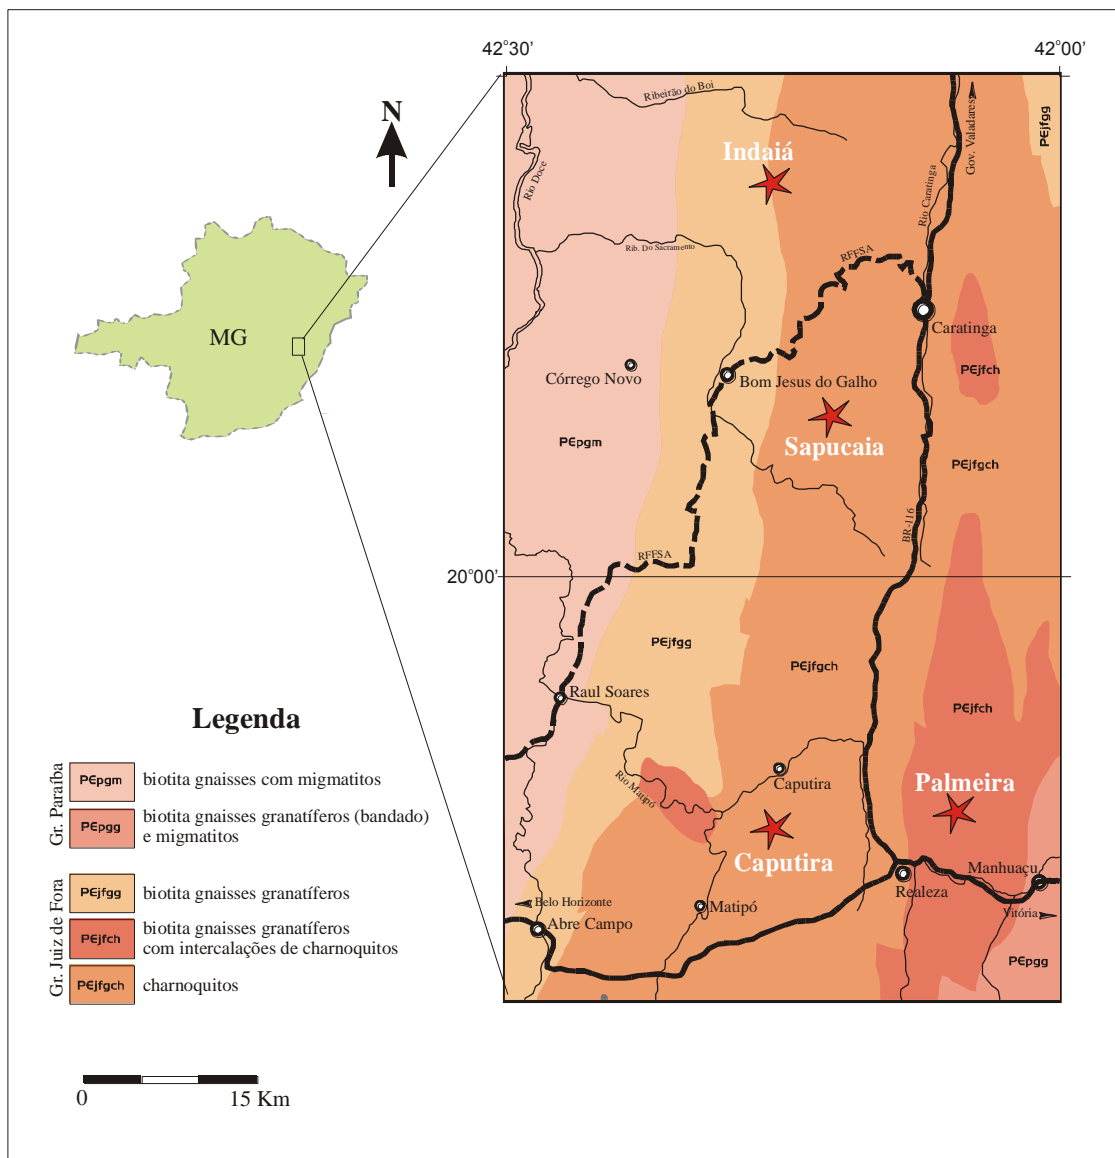 42°30’
42°00’
N
Ribeirão do Boi
Gov. Valadares
PЄjfgg
Indaiá
Rio Doce
Rio Caratinga
Rib. Do Sacramento
RFFSA
MG
Caratinga
Córrego Novo
Bom Jesus do Galho
PЄjfch
Sapucaia
PЄpgm
PЄjfgch
BR-116
RFFSA
20°00’
PЄjfgg
PЄjfgch
Raul Soares
PЄjfch
Legenda
Rio Matipó
Caputira
Palmeira
Caputira
Manhuaçu
Realeza
Belo Horizonte
Matipó
Vitória
Abre Campo
PЄpgg
Gr. Paraíba
PЄpgm
biotita gnaisses com migmatitos
PЄpgg
biotita gnaisses granatíferos (bandado)
e migmatitos
Gr. Juiz de Fora
PЄjfgg
biotita gnaisses granatíferos
PЄjfch
biotita gnaisses granatíferos
com intercalações de charnoquitos
PЄjfgch
charnoquitos
0
15 Km